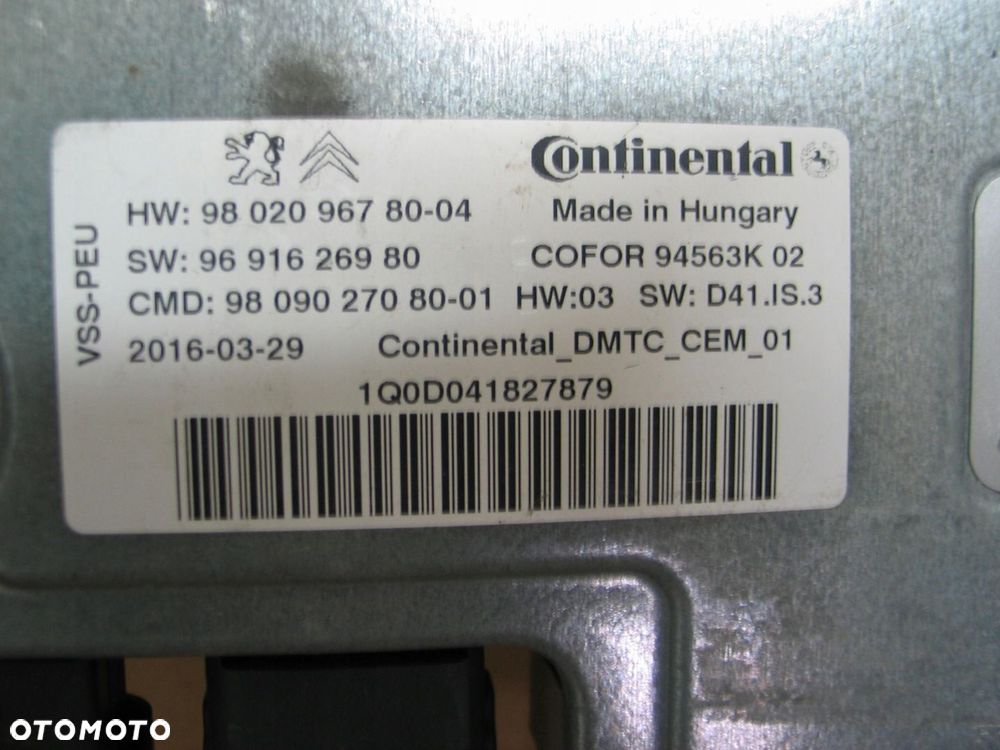 Continental
HW: 98 020 967 80-04 Made in Hungary
SW: 96 916 269 80 COFOR 94563K 02
CMD: 98 090 270 80-01 HW:03 SW: D41.IS.3
2016-03-29 Continental_DMTC_CEM_01
1Q0D041827879
VSS-PEU
OTOMOTO